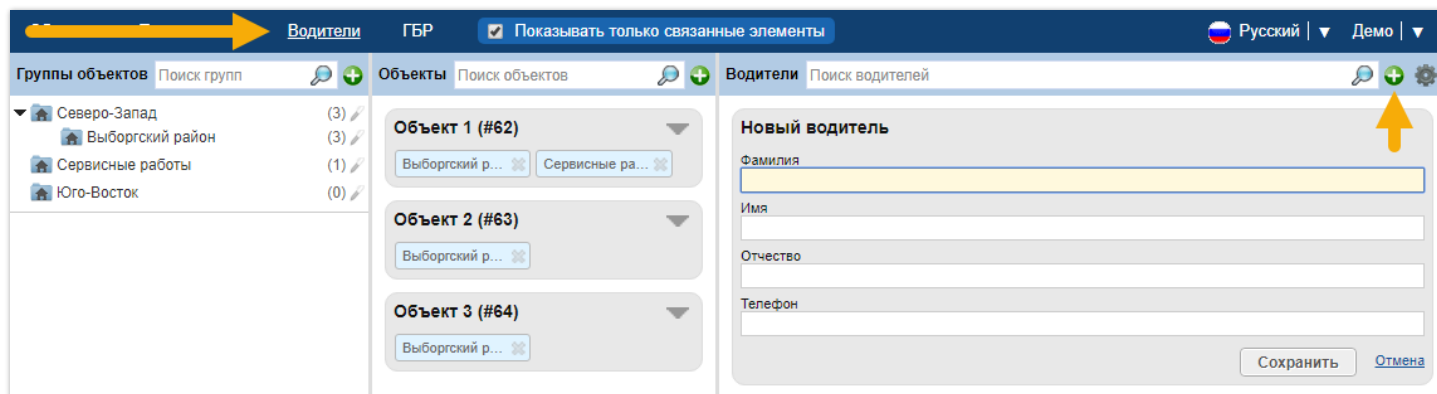 Водители ГБР Показывать только связанные элементы Русский Демо
Группы объектов Поиск групп
Объекты Поиск объектов
Водители Поиск водителей
Северо-Запад (3)
Выборгский район (3)
Сервисные работы (1)
Юго-Восток (0)
Объект 1 (#62)
Выборгский р... Сервисные ра...
Объект 2 (#63)
Выборгский р...
Объект 3 (#64)
Выборгский р...
Новый водитель
Фамилия
Имя
Отчество
Телефон
Сохранить Отмена